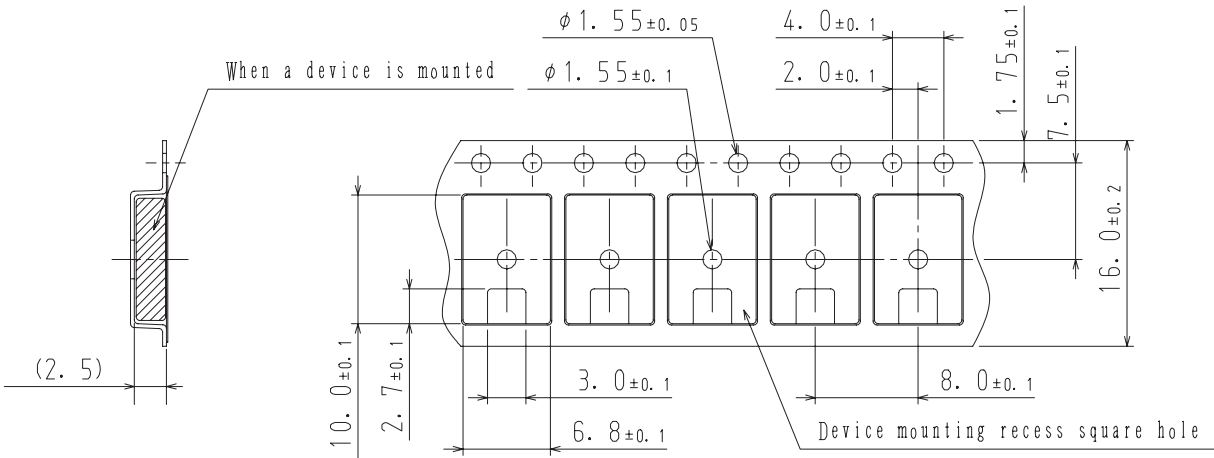 φ1.55±0.05
4.0±0.1
When a device is mounted
φ1.55±0.1
2.0±0.1
1.75±0.1
7.5±0.1
16.0±0.2
(2.5)
10.0±0.1
2.7±0.1
3.0±0.1
8.0±0.1
6.8±0.1
Device mounting recess square hole